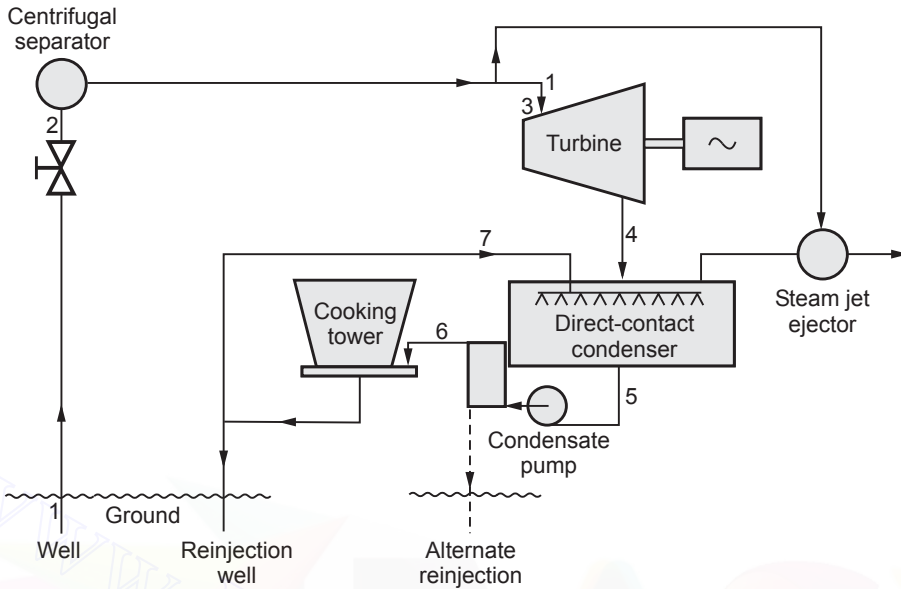 Centrifugal
separator
2
1
3
Turbine
~
4
7
Steam jet
ejector
Cooking
tower
6
Direct-contact
condenser
5
Condensate
pump
1
Ground
Well
Reinjection
well
Alternate
reinjection